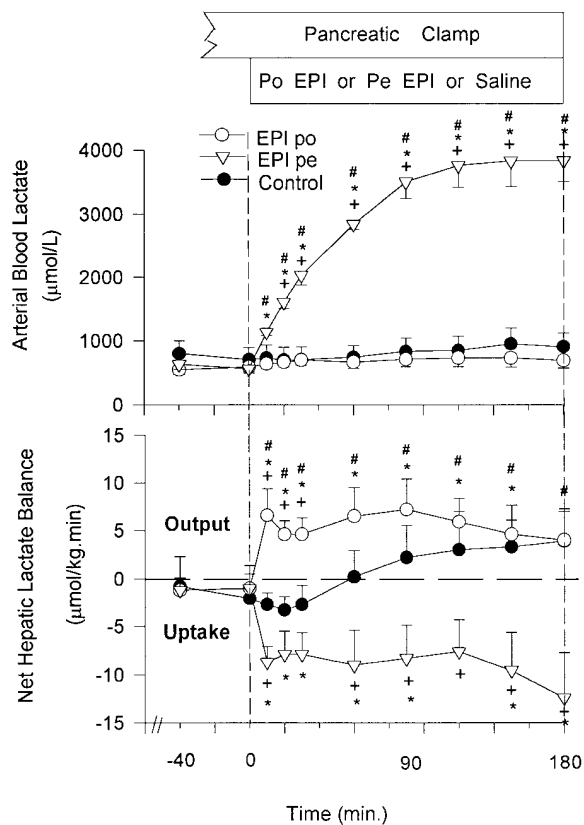 Pancreatic Clamp
Po EPI or Pe EPI or Saline
EPI po
EPI pe
Control
Arterial Blood Lactate
(μmol/L)
4000
3000
2000
1000
0
# # # # # # # #
* * * * * * * *
+ + + + + + +
Net Hepatic Lactate Balance
(μmol/kg.min)
15
10
5
0
-5
-10
-15
# # # # # # # #
* * * * * * *
+ + +
Output
Uptake
+ + + + + +
* * * * * * *
-40 0 90 180
Time (min.)